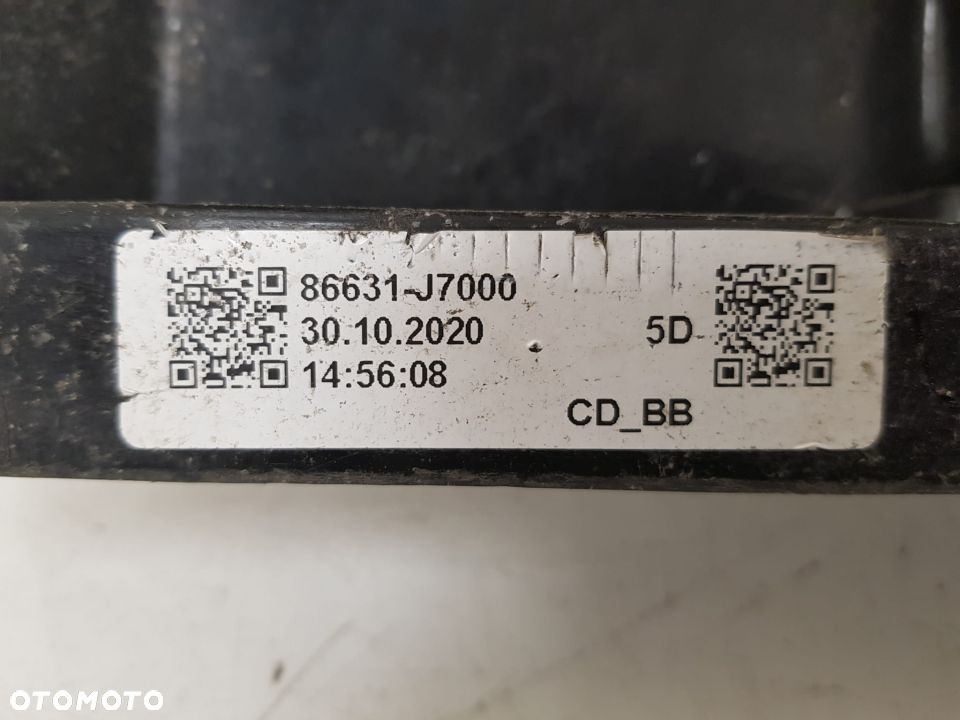 86631-J7000
30.10.2020 5D
14:56:08
CD_BB
OTOMOTO